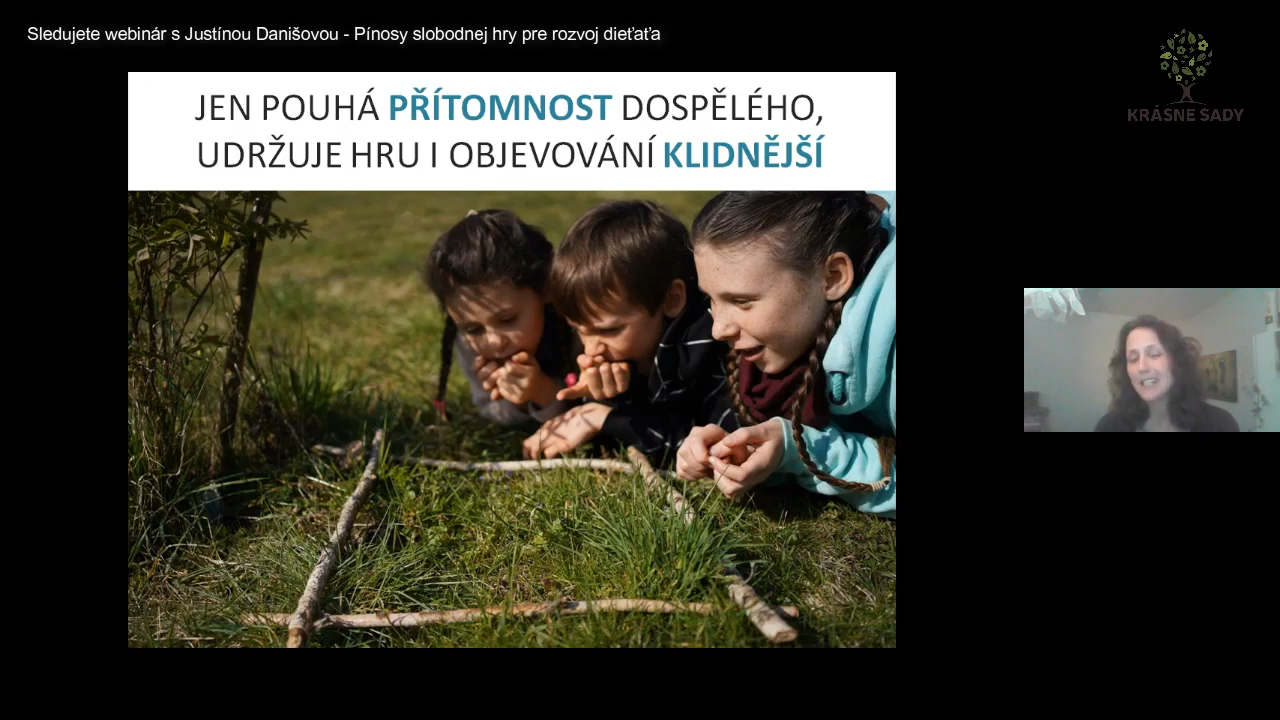 Sledujete webinár s Justínou Danišovou - Pínosy slobodnej hry pre rozvoj dieťaťa
KRÁSNE SADY
JEN POUHÁ PŘÍTOMNOST DOSPĚLÉHO,
UDRŽUJE HRU I OBJEVOVÁNÍ KLIDNĚJŠÍ